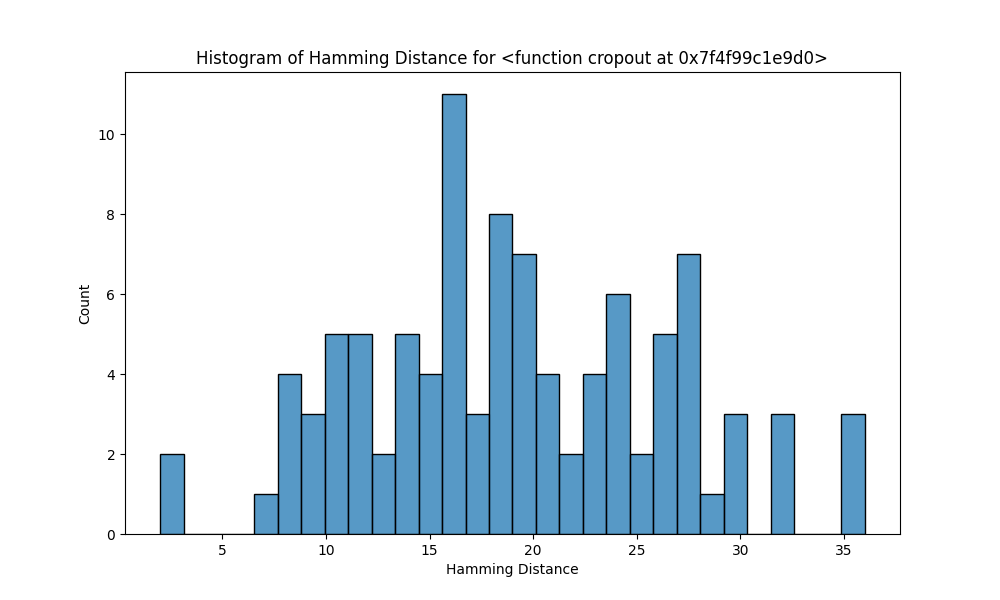 Histogram of Hamming Distance for <function cropout at 0x7f4f99c1e9d0>
10
8
6
4
2
0
Count
5 10 15 20 25 30 35
Hamming Distance